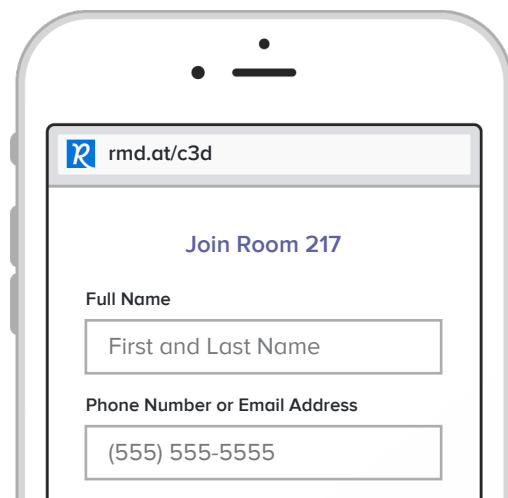 R rmd.at/c3d
Join Room 217
Full Name
First and Last Name
Phone Number or Email Address
(555) 555-5555